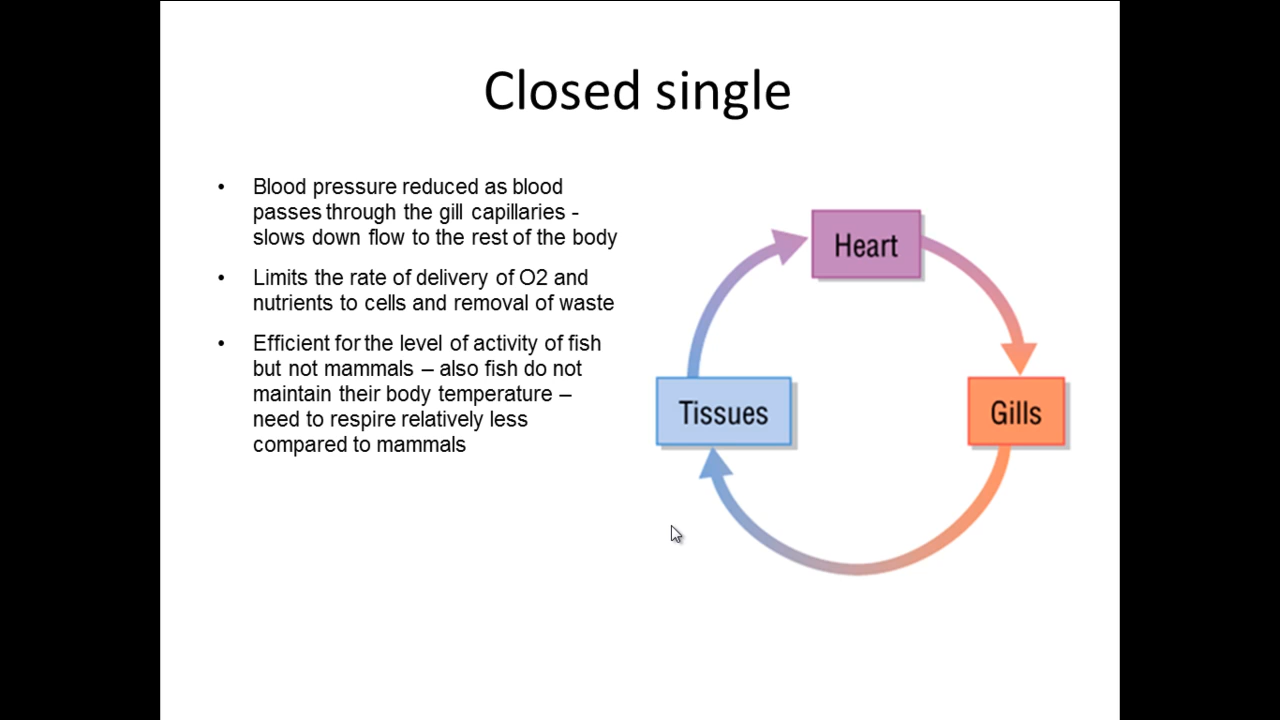 Closed single
• Blood pressure reduced as blood
passes through the gill capillaries -
slows down flow to the rest of the body
• Limits the rate of delivery of O2 and
nutrients to cells and removal of waste
• Efficient for the level of activity of fish
but not mammals – also fish do not
maintain their body temperature –
need to respire relatively less
compared to mammals
Heart
Tissues
Gills